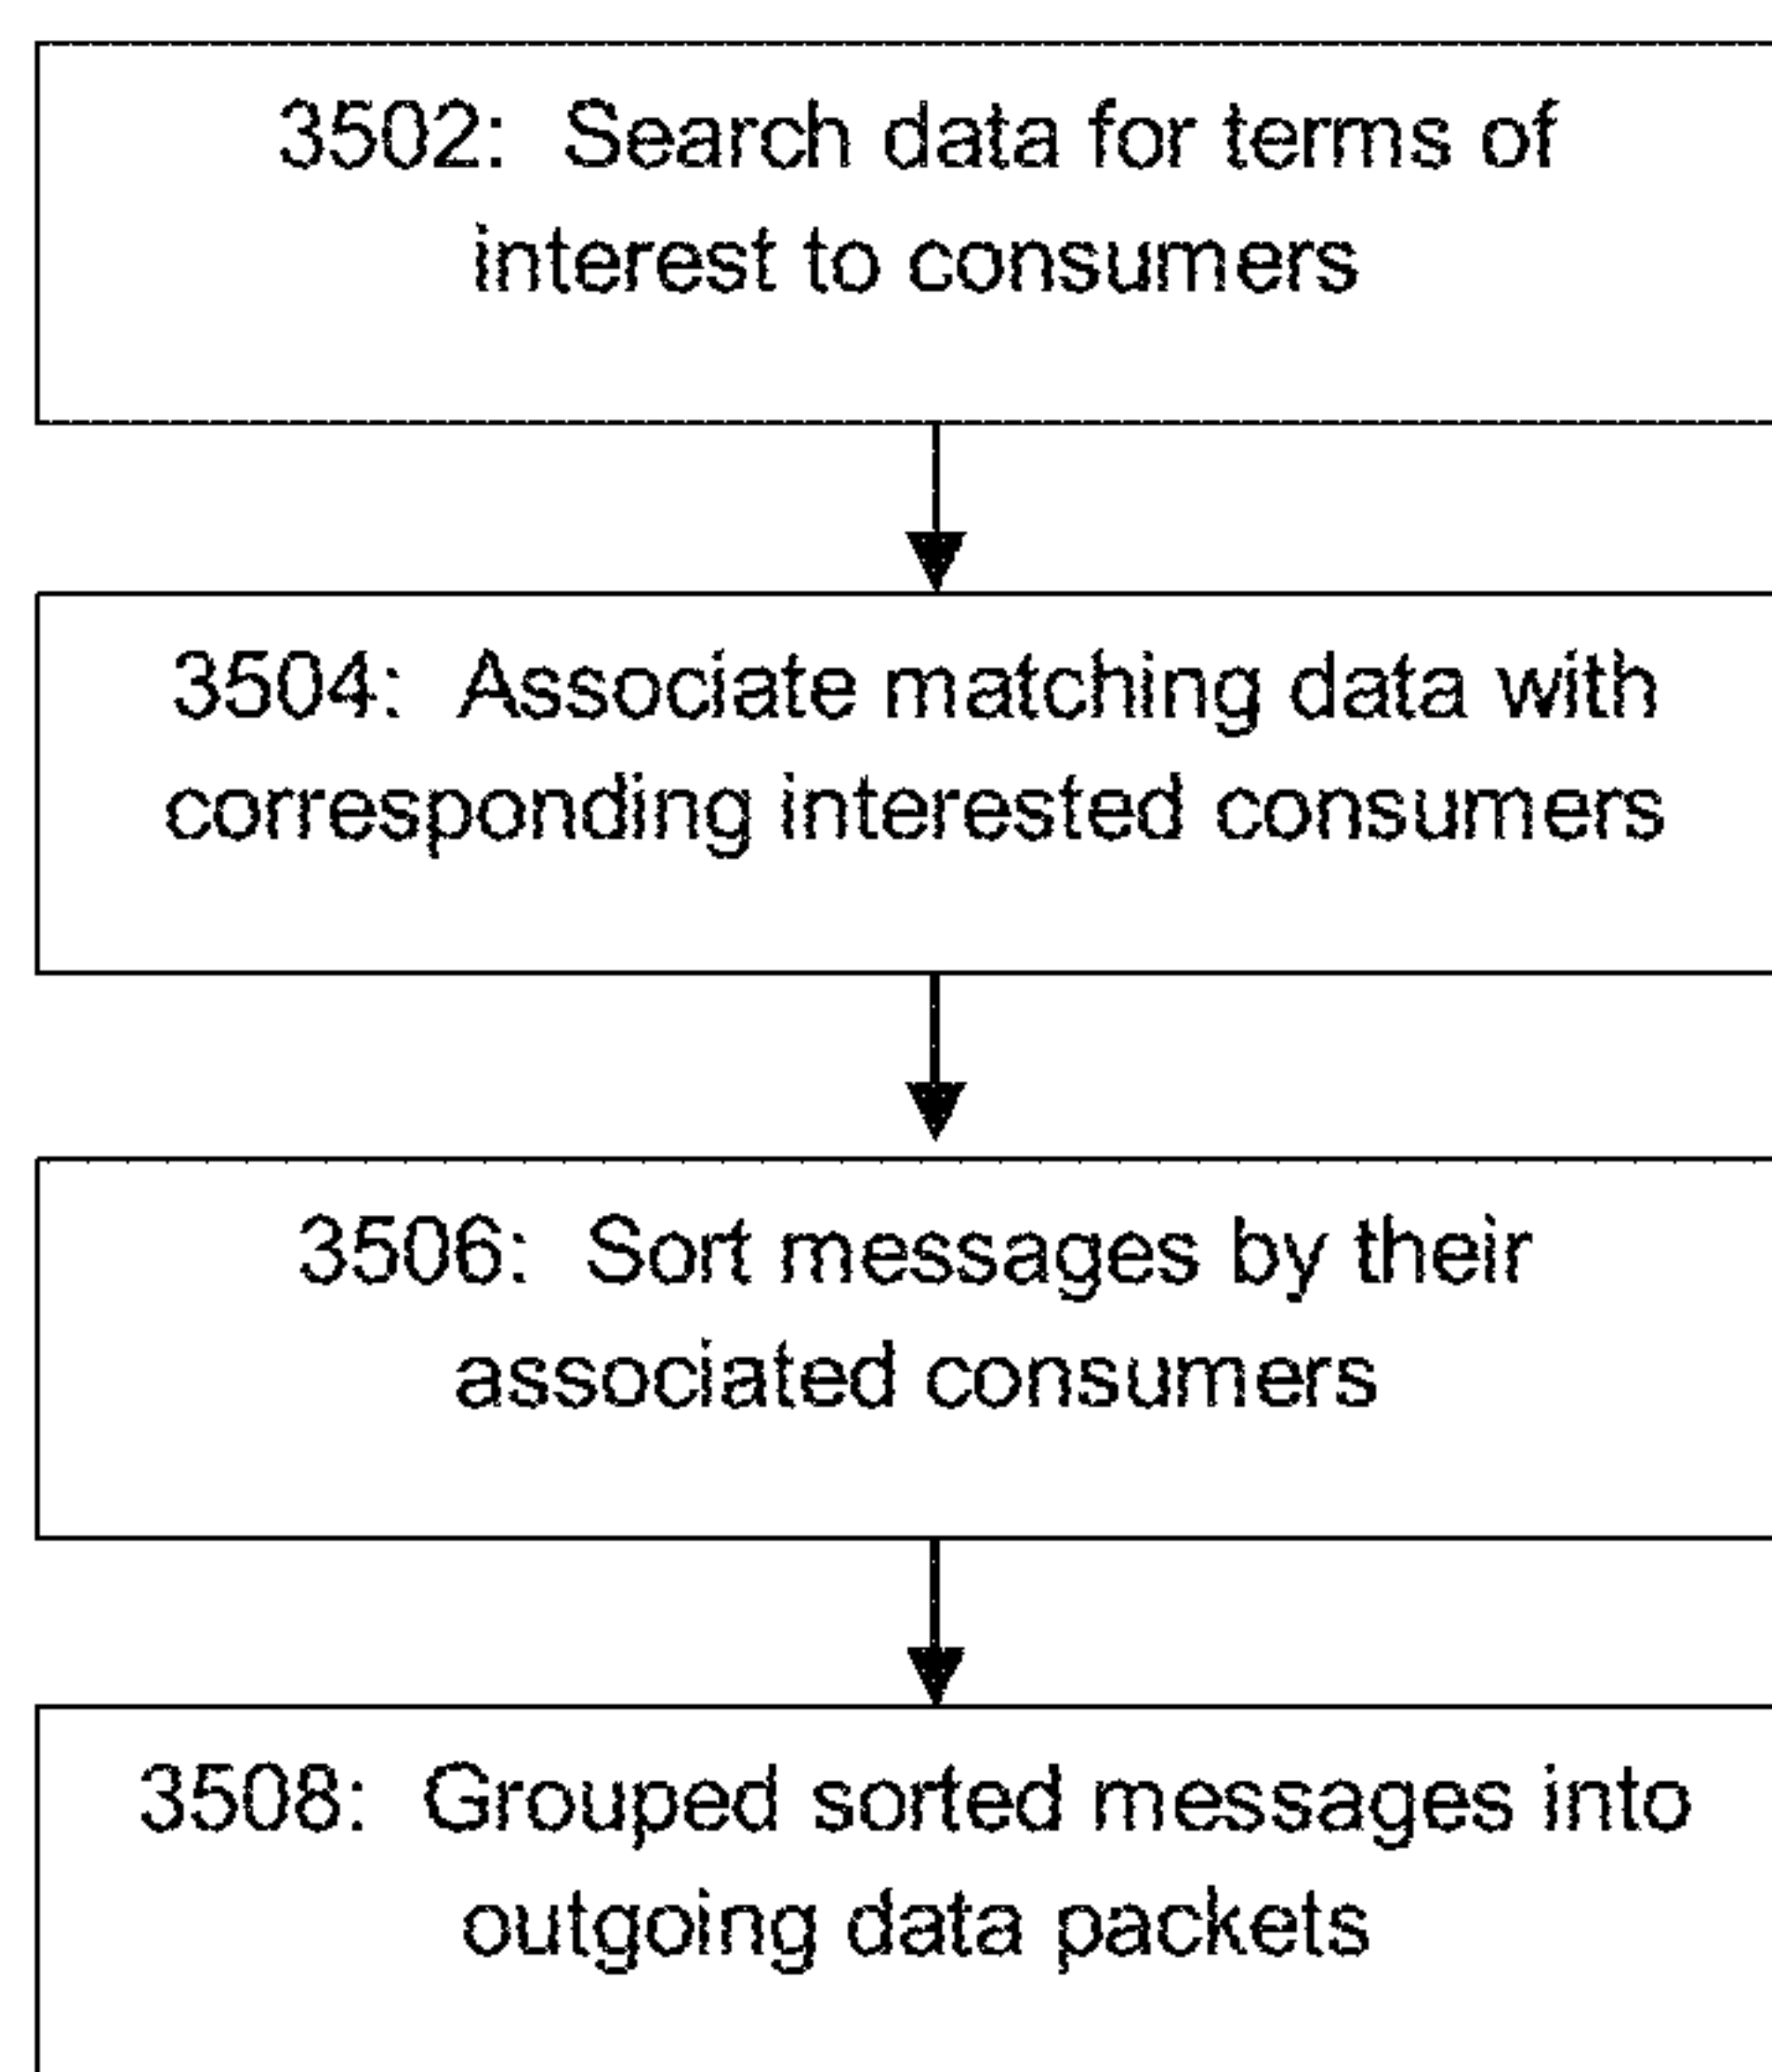 3502: Search data for terms of
interest to consumers
3504: Associate matching data with
corresponding interested consumers
3506: Sort messages by their
associated consumers
3508: Grouped sorted messages into
outgoing data packets